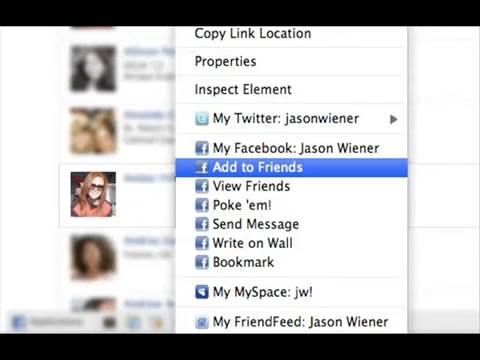 Copy Link Location
Properties
Inspect Element
My Twitter: jasonwiener
My Facebook: Jason Wiener
Add to Friends
View Friends
Poke 'em!
Send Message
Write on Wall
Bookmark
My MySpace: jw!
My FriendFeed: Jason Wiener
Applications